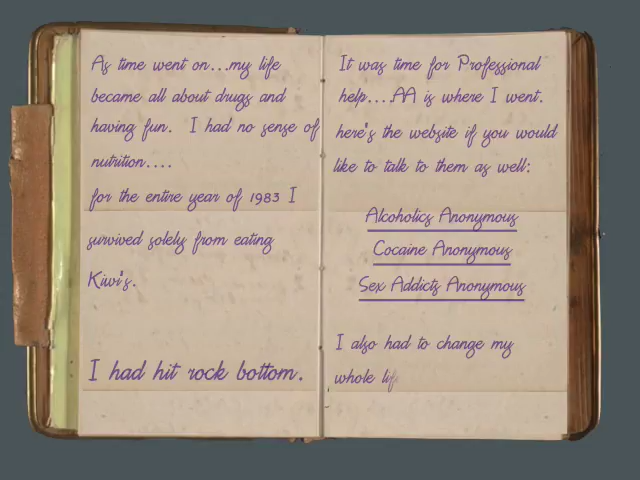 As time went on...my life
became all about drugs and
having fun. I had no sense of
nutrition....
for the entire year of 1983 I
survived solely from eating
Kiwi's.
I had hit rock bottom.
It was time for Professional
help....AA is where I went.
here's the website if you would
like to talk to them as well:
Alcoholics Anonymous
Cocaine Anonymous
Sex Addicts Anonymous
I also had to change my
whole lif